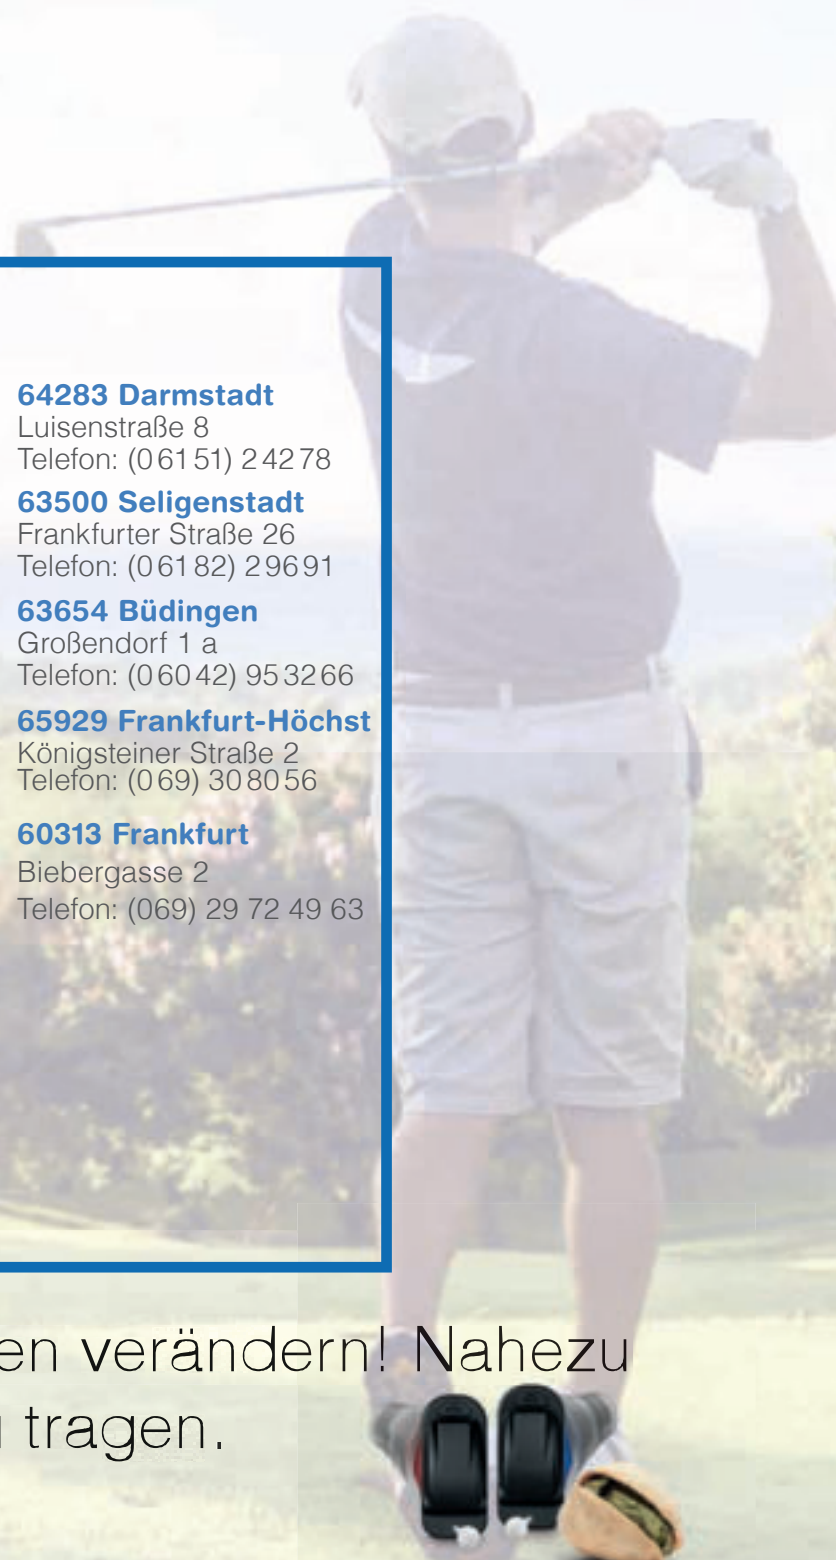 64283 Darmstadt
Luisenstraße 8
Telefon: (06151) 24278
63500 Seligenstadt
Frankfurter Straße 26
Telefon: (06182) 29691
63654 Büdingen
Großendorf 1 a
Telefon: (06042) 953266
65929 Frankfurt-Höchst
Königsteiner Straße 2
Telefon: (069) 308056
60313 Frankfurt
Biebergasse 2
Telefon: (069) 29 72 49 63
en verändern! Nahezu
tragen.